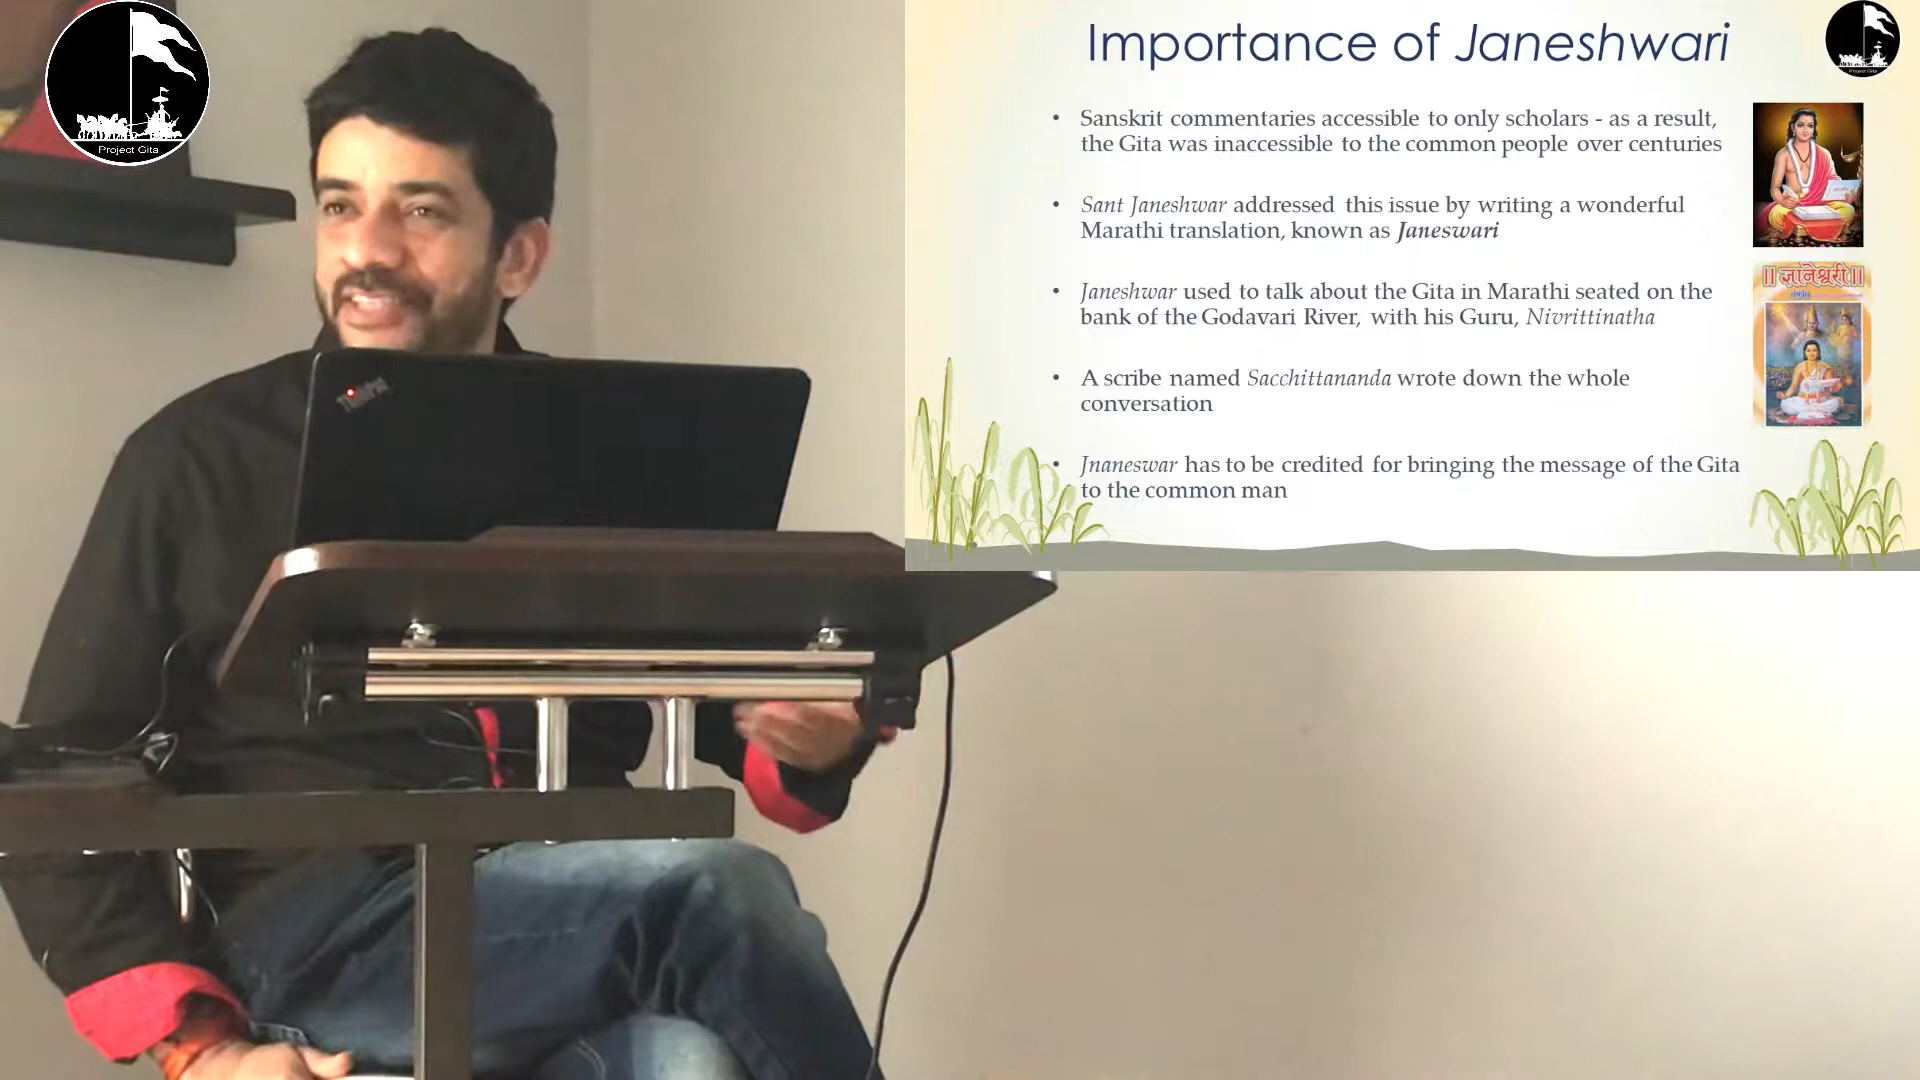 Project Gita
Importance of Janeshwari
Project Gita
• Sanskrit commentaries accessible to only scholars - as a result,
the Gita was inaccessible to the common people over centuries
• Sant Janeshwar addressed this issue by writing a wonderful
Marathi translation, known as Janeswari
• Janeshwar used to talk about the Gita in Marathi seated on the
bank of the Godavari River, with his Guru, Nivrittinatha
• A scribe named Sacchittananda wrote down the whole
conversation
• Jnaneswar has to be credited for bringing the message of the Gita
to the common man
॥ ज्ञानेश्वरी ॥